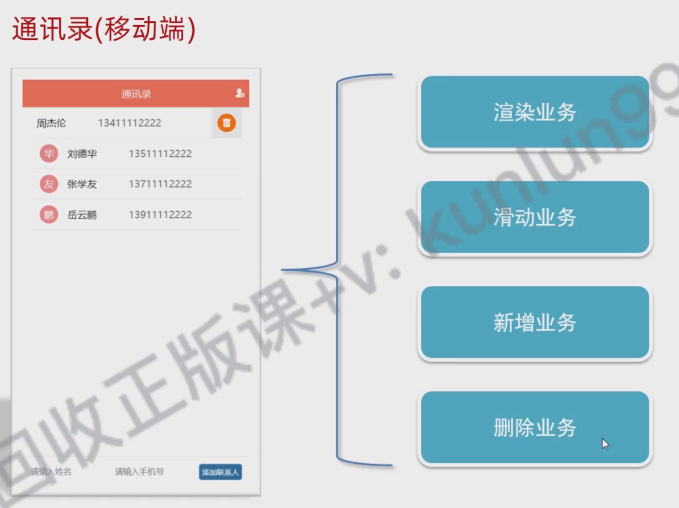 通讯录(移动端)
通讯录
周杰伦 13411112222
华 刘德华 13511112222
友 张学友 13711112222
鹏 岳云鹏 13911112222
请输入姓名 请输入手机号 添加联系人
渲染业务
滑动业务
新增业务
删除业务
回收正版课+v: kunlun99